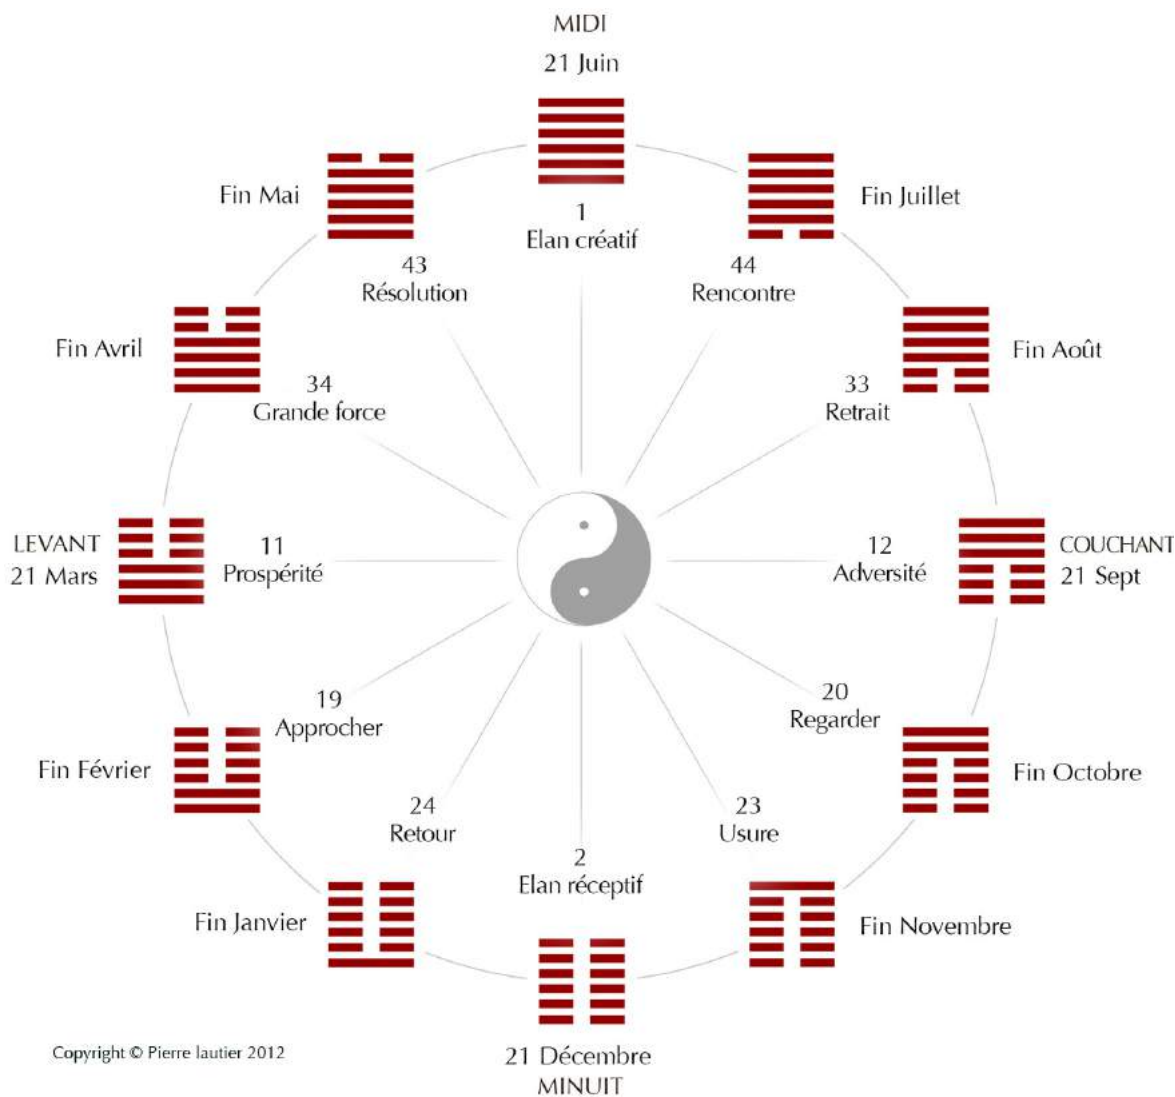 MIDI
21 Juin
1
Elan créatif
Fin Juillet
44
Rencontre
Fin Août
33
Retrait
COUCHANT
21 Sept
12
Adversité
20
Regarder
Fin Octobre
23
Usure
Fin Novembre
2
Elan réceptif
21 Décembre
MINUIT
24
Retour
Fin Janvier
19
Approcher
Fin Février
LEVANT
21 Mars
11
Prospérité
Fin Avril
34
Grande force
Fin Mai
43
Résolution
Copyright © Pierre lautier 2012